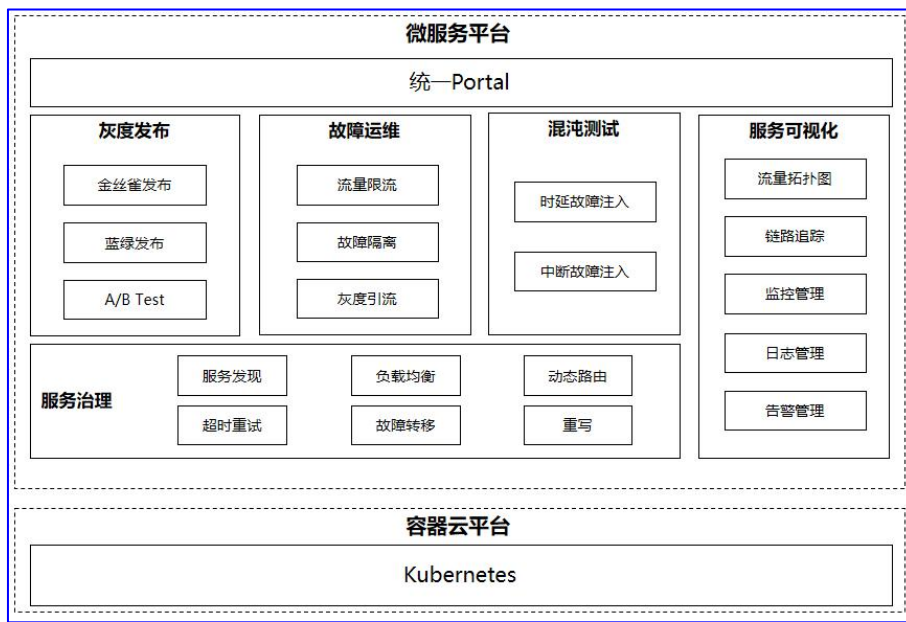 微服务平台
统一Portal
灰度发布
金丝雀发布
蓝绿发布
A/B Test
故障运维
流量限流
故障隔离
灰度引流
混沌测试
时延故障注入
中断故障注入
服务可视化
流量拓扑图
链路追踪
监控管理
日志管理
告警管理
服务治理
服务发现
负载均衡
动态路由
超时重试
故障转移
重写
容器云平台
Kubernetes